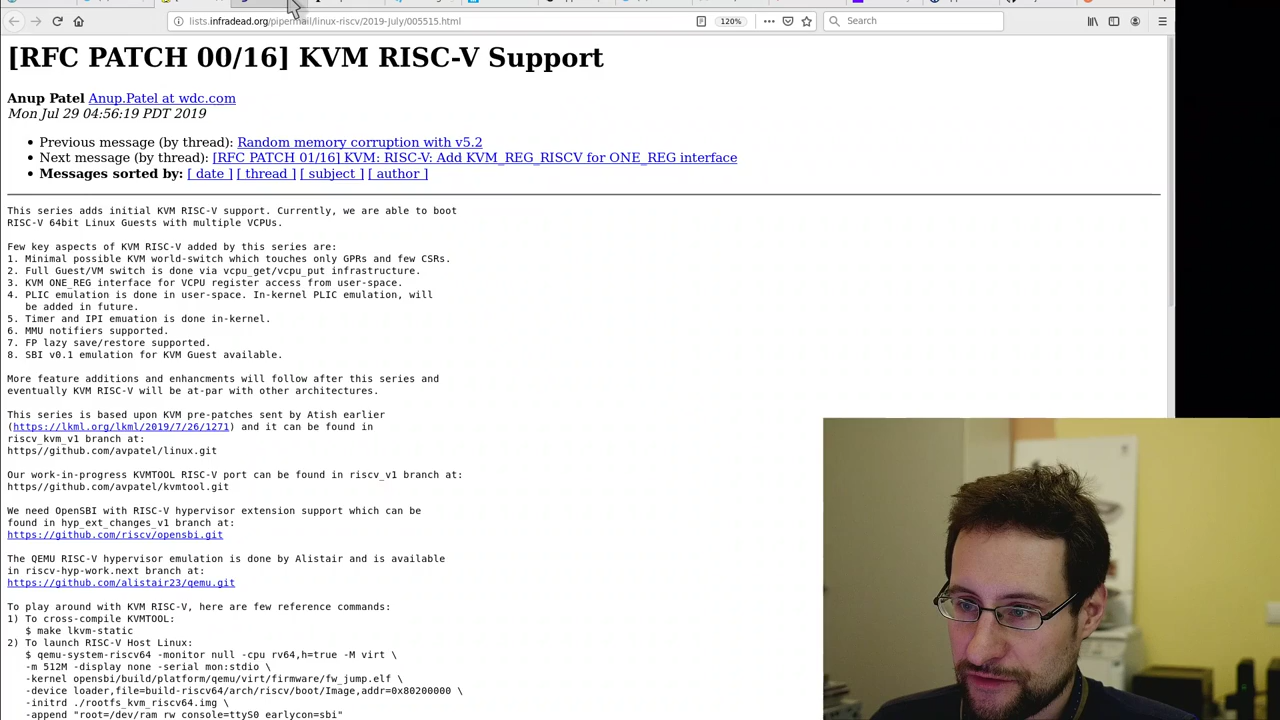 lists.infradead.org/pipermail/linux-riscv/2019-July/005515.html
120%
Search
[RFC PATCH 00/16] KVM RISC-V Support
Anup Patel Anup.Patel at wdc.com
Mon Jul 29 04:56:19 PDT 2019
• Previous message (by thread): Random memory corruption with v5.2
• Next message (by thread): [RFC PATCH 01/16] KVM: RISC-V: Add KVM_REG_RISCV for ONE_REG interface
• Messages sorted by: [ date ] [ thread ] [ subject ] [ author ]
This series adds initial KVM RISC-V support. Currently, we are able to boot
RISC-V 64bit Linux Guests with multiple VCPUs.
Few key aspects of KVM RISC-V added by this series are:
1. Minimal possible KVM world-switch which touches only GPRs and few CSRs.
2. Full Guest/VM switch is done via vcpu_get/vcpu_put infrastructure.
3. KVM ONE_REG interface for VCPU register access from user-space.
4. PLIC emulation is done in user-space. In-kernel PLIC emulation, will
be added in future.
5. Timer and IPI emuation is done in-kernel.
6. MMU notifiers supported.
7. FP lazy save/restore supported.
8. SBI v0.1 emulation for KVM Guest available.
More feature additions and enhancments will follow after this series and
eventually KVM RISC-V will be at-par with other architectures.
This series is based upon KVM pre-patches sent by Atish earlier
(https://lkml.org/lkml/2019/7/26/1271) and it can be found in
riscv_kvm_v1 branch at:
https//github.com/avpatel/linux.git
Our work-in-progress KVMTOOL RISC-V port can be found in riscv_v1 branch at:
https//github.com/avpatel/kvmtool.git
We need OpenSBI with RISC-V hypervisor extension support which can be
found in hyp_ext_changes_v1 branch at:
https://github.com/riscv/opensbi.git
The QEMU RISC-V hypervisor emulation is done by Alistair and is available
in riscv-hyp-work.next branch at:
https://github.com/alistair23/qemu.git
To play around with KVM RISC-V, here are few reference commands:
1) To cross-compile KVMTOOL:
$ make lkvm-static
2) To launch RISC-V Host Linux:
$ qemu-system-riscv64 -monitor null -cpu rv64,h=true -M virt \
-m 512M -display none -serial mon:stdio \
-kernel opensbi/build/platform/qemu/virt/firmware/fw_jump.elf \
-device loader,file=build-riscv64/arch/riscv/boot/Image,addr=0x80200000 \
-initrd ./rootfs_kvm_riscv64.img \
-append "root=/dev/ram rw console=ttyS0 earlycon=sbi"